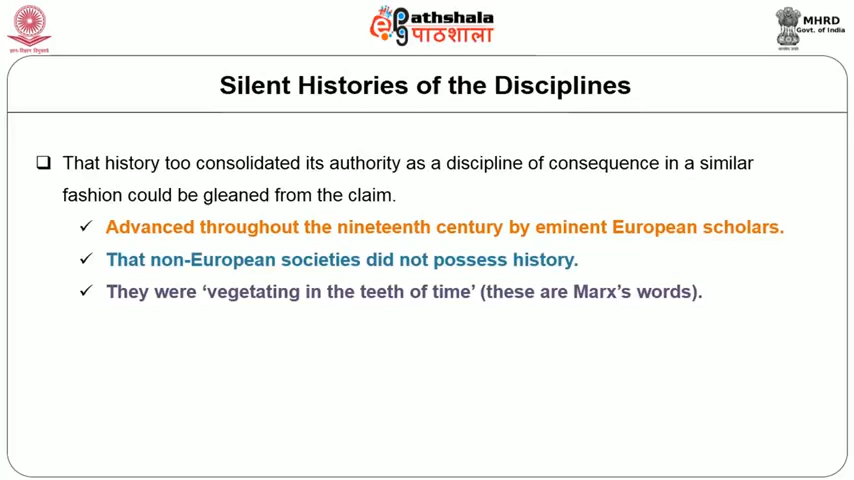 ePathshala
पाठशाला
MHRD
Govt. of India
Silent Histories of the Disciplines
That history too consolidated its authority as a discipline of consequence in a similar
fashion could be gleaned from the claim.
Advanced throughout the nineteenth century by eminent European scholars.
That non-European societies did not possess history.
They were ‘vegetating in the teeth of time’ (these are Marx’s words).